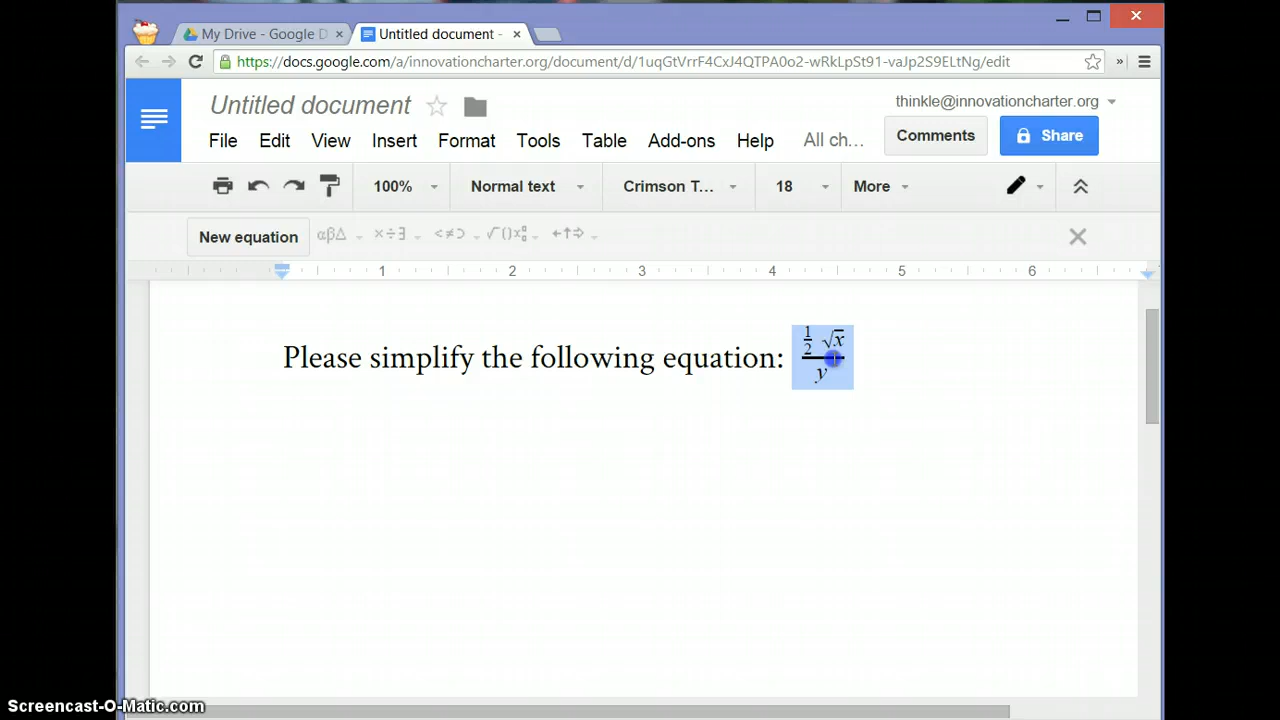 My Drive - Google D
Untitled document -
https://docs.google.com/a/innovationcharter.org/document/d/1uqGtVrrF4CxJ4QTPA0o2-wRkLpSt91-vaJp2S9ELtNg/edit
Untitled document
thinkle@innovationcharter.org
File Edit View Insert Format Tools Table Add-ons Help All ch... Comments Share
100% Normal text Crimson T... 18 More
New equation αβΔ ×÷∃ <≠⊃ √()x ←↑⇨
1 2 3 4 5 6
Please simplify the following equation: ½ √x / y
Screencast-O-Matic.com